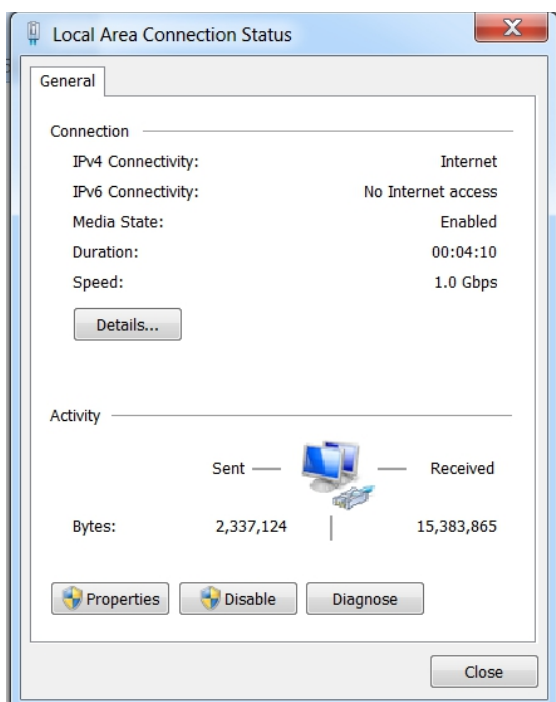 Local Area Connection Status
X
General
Connection
IPv4 Connectivity: Internet
IPv6 Connectivity: No Internet access
Media State: Enabled
Duration: 00:04:10
Speed: 1.0 Gbps
Details...
Activity
Sent Received
Bytes: 2,337,124 15,383,865
Properties Disable Diagnose
Close